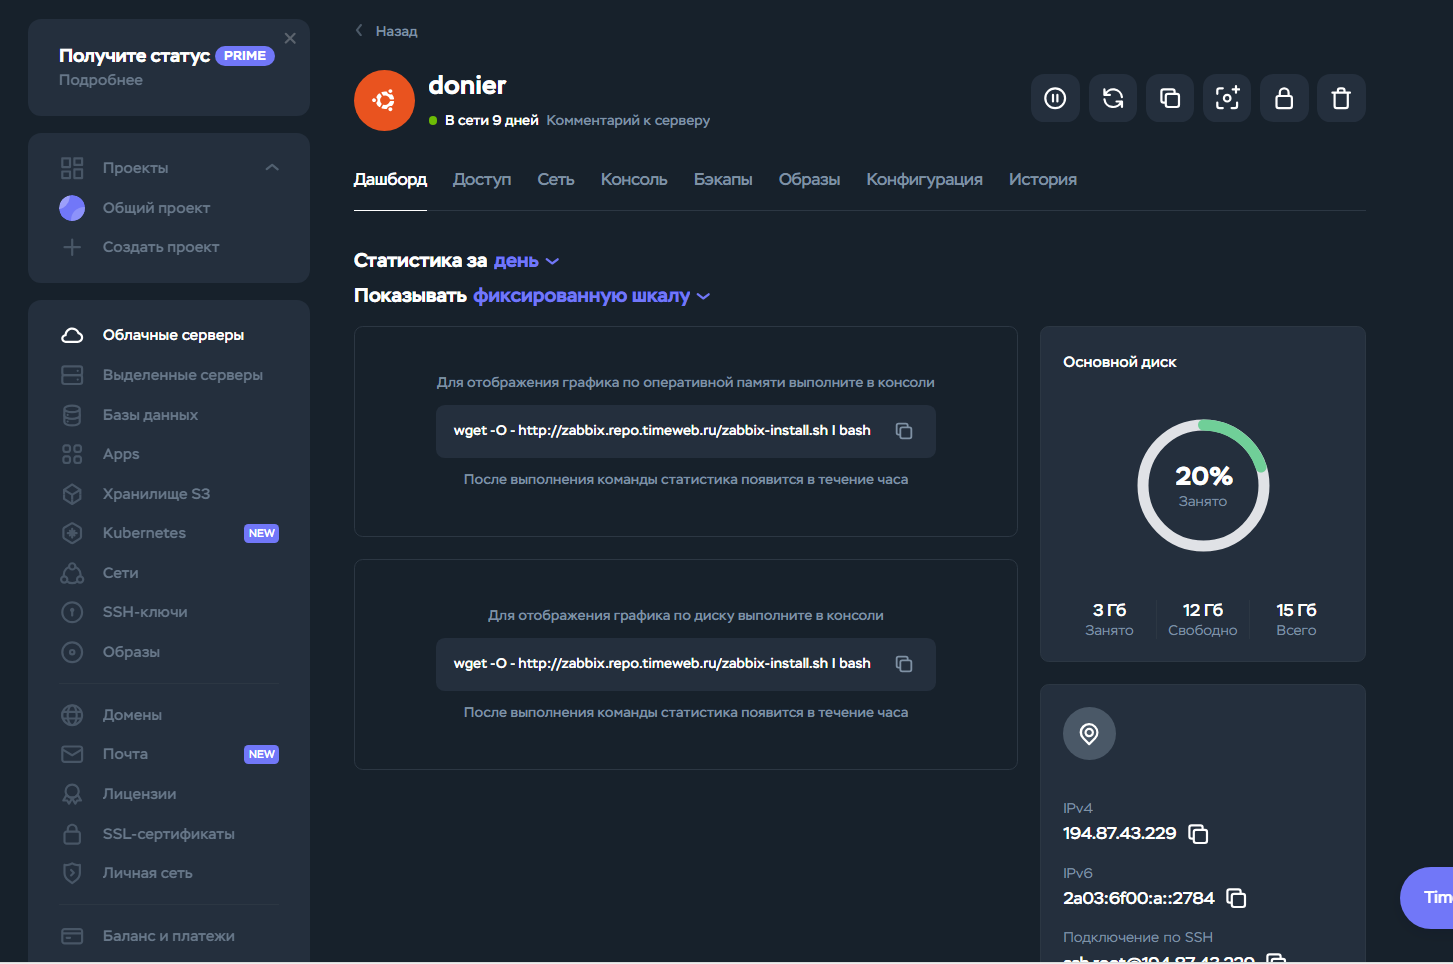 Получите статус PRIME
Подробнее
Проекты
Общий проект
Создать проект
Облачные серверы
Выделенные серверы
Базы данных
Apps
Хранилище S3
Kubernetes NEW
Сети
SSH-ключи
Образы
Домены
Почта NEW
Лицензии
SSL-сертификаты
Личная сеть
Баланс и платежи
Назад
donier
В сети 9 дней Комментарий к серверу
Дашборд Доступ Сеть Консоль Бэкапы Образы Конфигурация История
Статистика за день
Показывать фиксированную шкалу
Для отображения графика по оперативной памяти выполните в консоли
wget -O - http://zabbix.repo.timeweb.ru/zabbix-install.sh | bash
После выполнения команды статистика появится в течение часа
Для отображения графика по диску выполните в консоли
wget -O - http://zabbix.repo.timeweb.ru/zabbix-install.sh | bash
После выполнения команды статистика появится в течение часа
Основной диск
20%
Занято
3 Гб 12 Гб 15 Гб
Занято Свободно Всего
IPv4
194.87.43.229
IPv6
2a03:6f00:a::2784
Подключение по SSH
ssh root@194.87.43.229